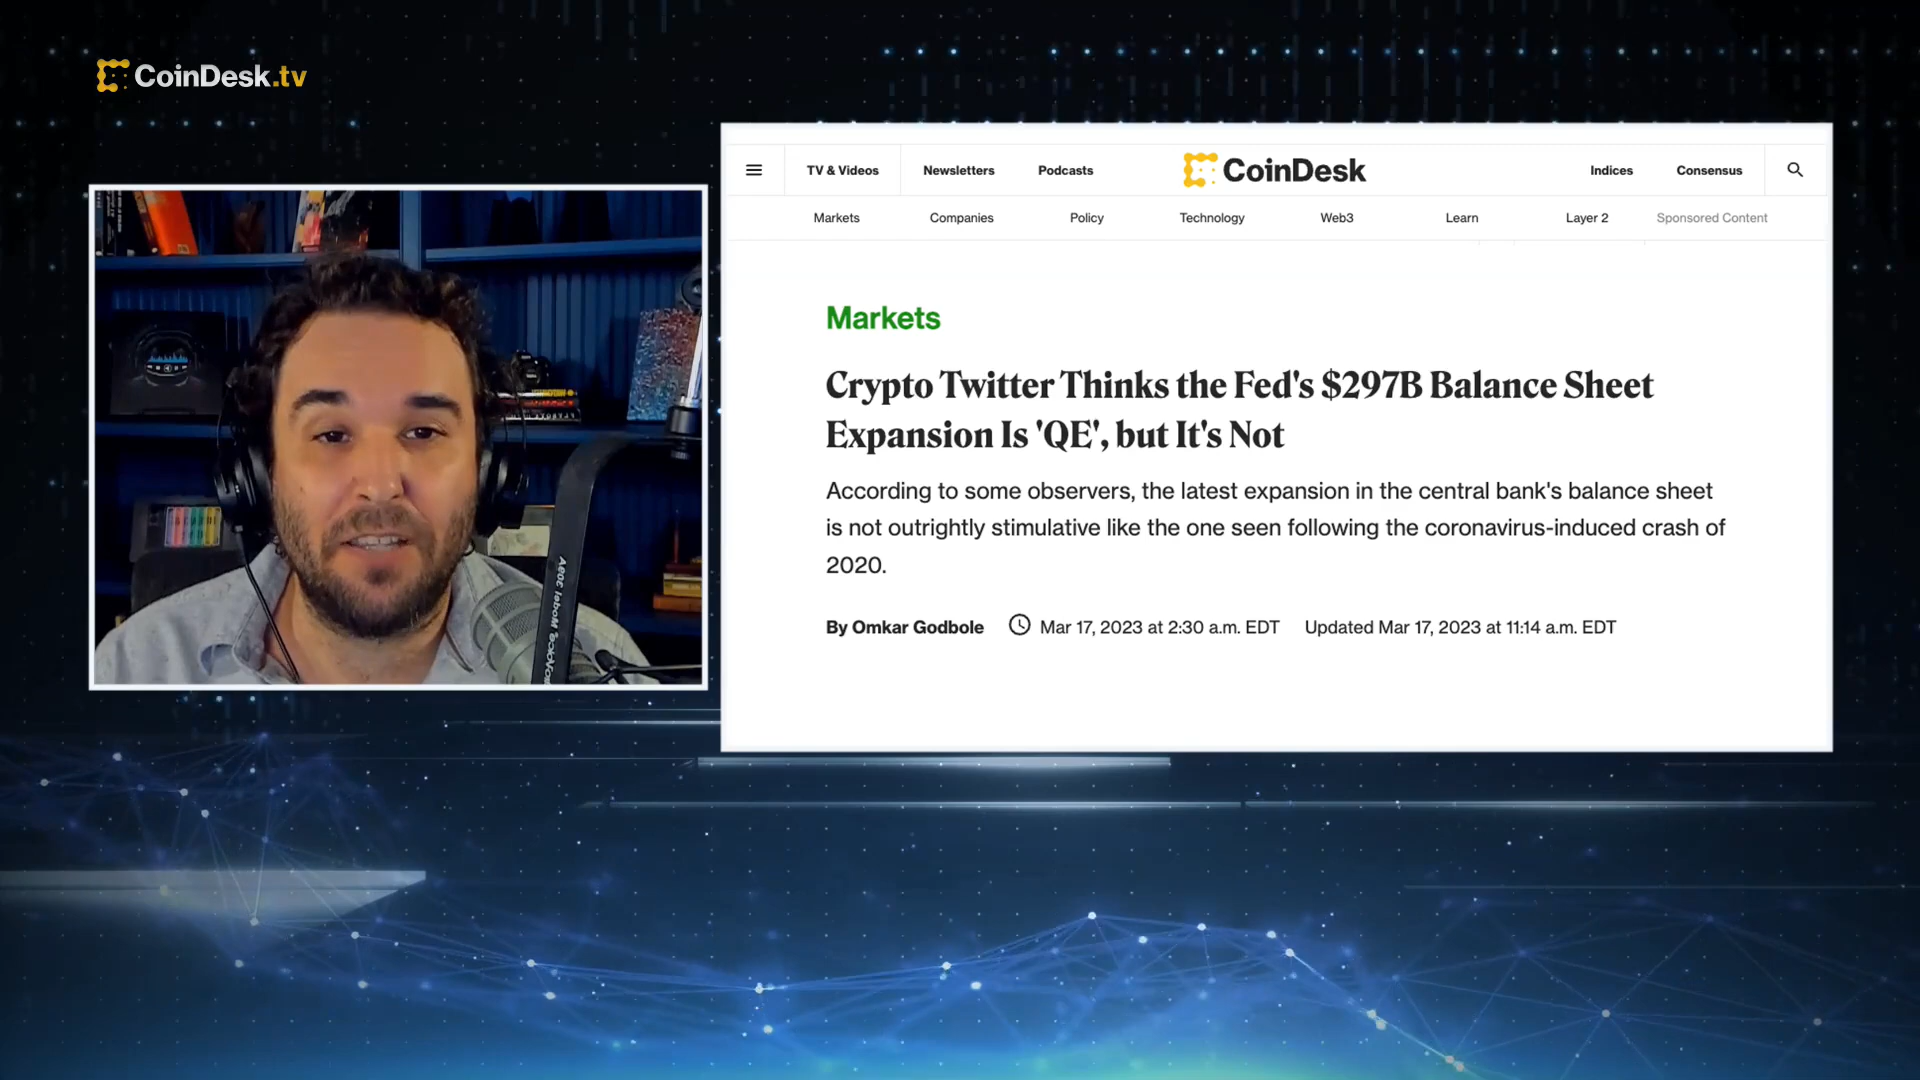 CoinDesk.tv
TV & Videos
Newsletters
Podcasts
CoinDesk
Indices
Consensus
Markets
Companies
Policy
Technology
Web3
Learn
Layer 2
Sponsored Content
Markets
Crypto Twitter Thinks the Fed's $297B Balance Sheet
Expansion Is 'QE', but It's Not
According to some observers, the latest expansion in the central bank's balance sheet
is not outrightly stimulative like the one seen following the coronavirus-induced crash of
2020.
By Omkar Godbole
Mar 17, 2023 at 2:30 a.m. EDT
Updated Mar 17, 2023 at 11:14 a.m. EDT